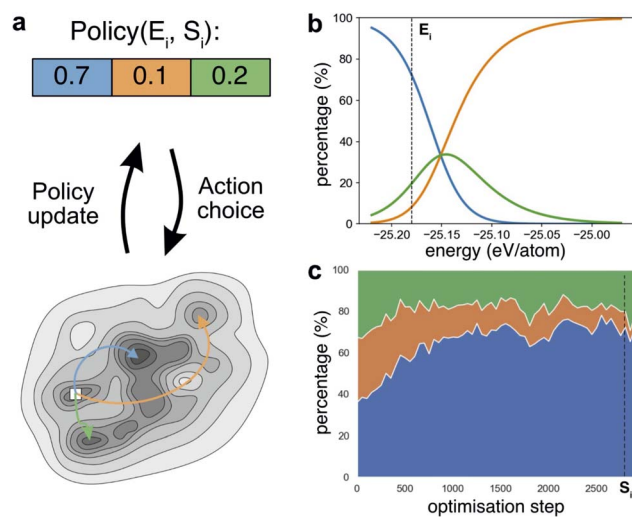 a
Policy(Eᵢ, Sᵢ):
0.7 0.1 0.2
Policy
update
Action
choice
b
percentage (%)
100
80
60
40
20
0
Eᵢ
−25.20 −25.15 −25.10 −25.05 −25.00
energy (eV/atom)
c
percentage (%)
100
80
60
40
20
0
0 500 1000 1500 2000 2500
Sᵢ
optimisation step